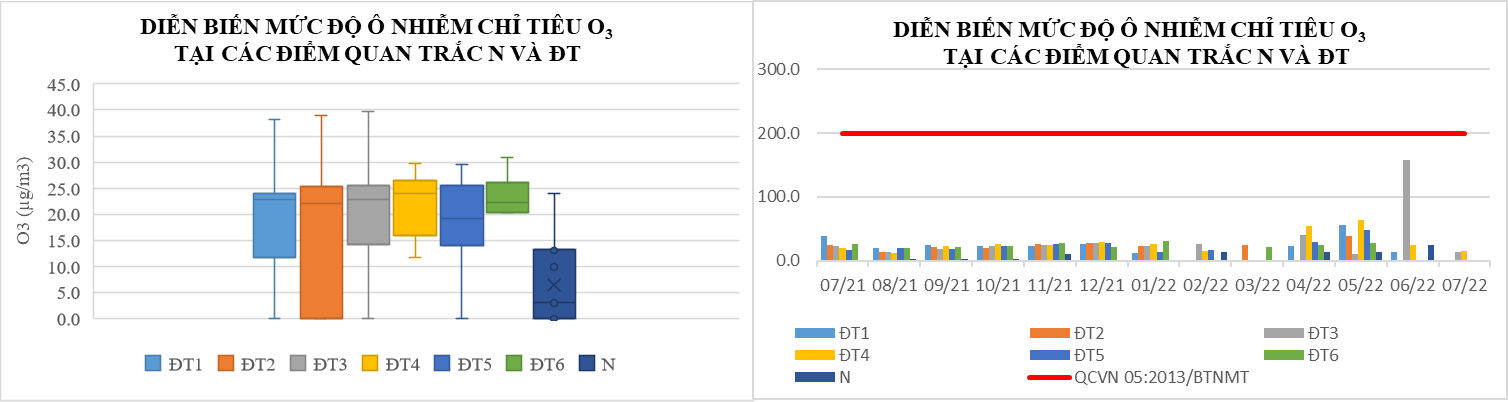 DIỄN BIẾN MỨC ĐỘ Ô NHIỄM CHỈ TIÊU O3
TẠI CÁC ĐIỂM QUAN TRẮC N VÀ ĐT
45.0
40.0
35.0
30.0
25.0
20.0
15.0
10.0
5.0
0.0
O3 (µg/m3)
ĐT1 ĐT2 ĐT3 ĐT4 ĐT5 ĐT6 N
DIỄN BIẾN MỨC ĐỘ Ô NHIỄM CHỈ TIÊU O3
TẠI CÁC ĐIỂM QUAN TRẮC N VÀ ĐT
300.0
200.0
100.0
0.0
07/21 08/21 09/21 10/21 11/21 12/21 01/22 02/22 03/22 04/22 05/22 06/22 07/22
ĐT1 ĐT2 ĐT3
ĐT4 ĐT5 ĐT6
N QCVN 05:2013/BTNMT